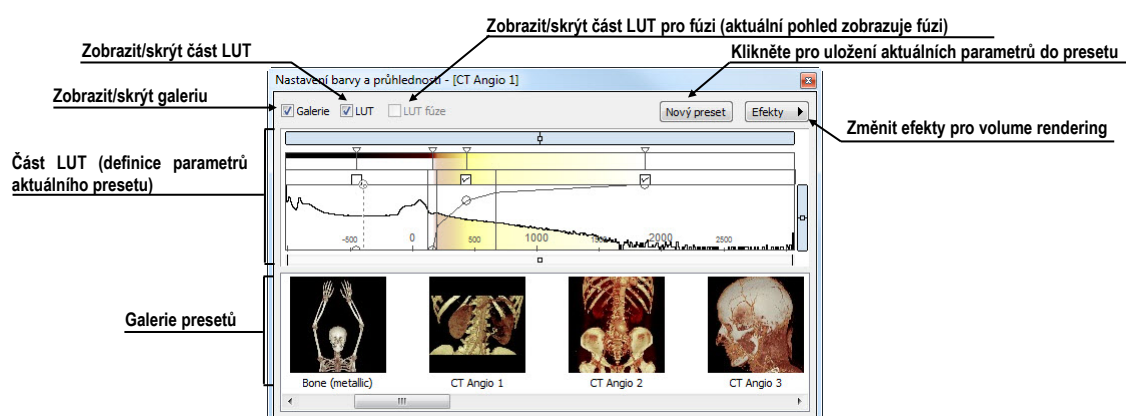 Zobrazit/skrýt část LUT pro fúzi (aktuální pohled zobrazuje fúzi)
Zobrazit/skrýt část LUT
Klikněte pro uložení aktuálních parametrů do presetu
Nastavení barvy a průhlednosti - [CT Angio 1]
Zobrazit/skrýt galerii
Galerie LUT LUT fúze Nový preset Efekty
Změnit efekty pro volume rendering
Část LUT (definice parametrů
aktuálního presetu)
-500 0 500 1000 1500 2000 2500
Galerie presetů
Bone (metallic) CT Angio 1 CT Angio 2 CT Angio 3